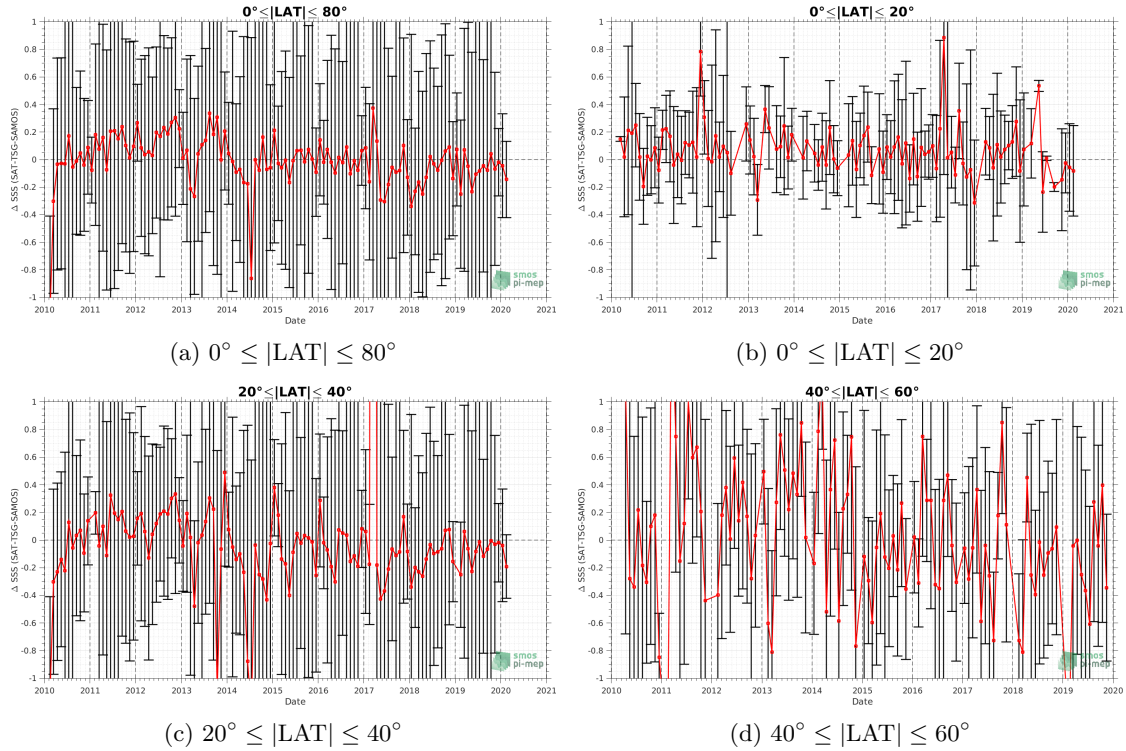 0°≤|LAT|≤ 80°
Δ SSS (SAT-TSG-SAMOS)
1
0.8
0.6
0.4
0.2
0
-0.2
-0.4
-0.6
-0.8
-1
2010 2011 2012 2013 2014 2015 2016 2017 2018 2019 2020 2021
Date
smos
pi-mep
(a) 0° ≤ |LAT| ≤ 80°
0°≤|LAT|≤ 20°
Δ SSS (SAT-TSG-SAMOS)
1
0.8
0.6
0.4
0.2
0
-0.2
-0.4
-0.6
-0.8
-1
2010 2011 2012 2013 2014 2015 2016 2017 2018 2019 2020 2021
Date
smos
pi-mep
(b) 0° ≤ |LAT| ≤ 20°
20°≤|LAT|≤ 40°
Δ SSS (SAT-TSG-SAMOS)
1
0.8
0.6
0.4
0.2
0
-0.2
-0.4
-0.6
-0.8
-1
2010 2011 2012 2013 2014 2015 2016 2017 2018 2019 2020 2021
Date
smos
pi-mep
(c) 20° ≤ |LAT| ≤ 40°
40°≤|LAT|≤ 60°
Δ SSS (SAT-TSG-SAMOS)
1
0.8
0.6
0.4
0.2
0
-0.2
-0.4
-0.6
-0.8
-1
2010 2011 2012 2013 2014 2015 2016 2017 2018 2019 2020
Date
smos
pi-mep
(d) 40° ≤ |LAT| ≤ 60°